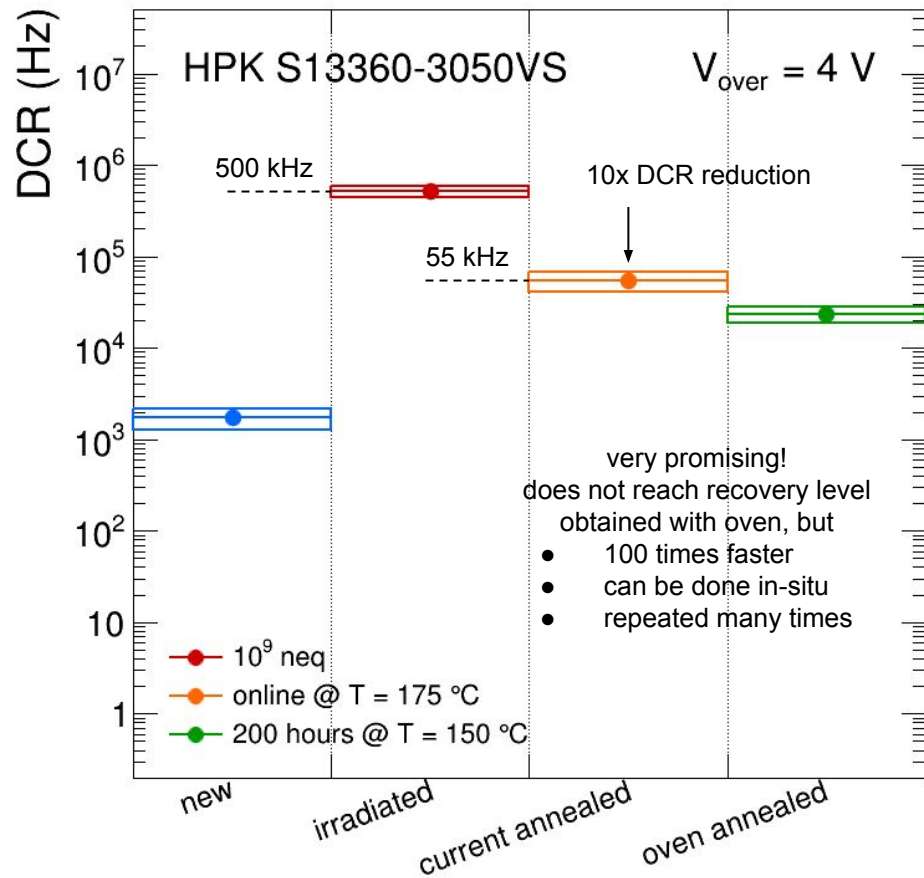 HPK S13360-3050VS
V_over = 4 V
DCR (Hz)
10^7
10^6
10^5
10^4
10^3
10^2
10
1
500 kHz
10x DCR reduction
55 kHz
very promising!
does not reach recovery level
obtained with oven, but
● 100 times faster
● can be done in-situ
● repeated many times
10^9 neq
online @ T = 175 °C
200 hours @ T = 150 °C
new
irradiated
current annealed
oven annealed